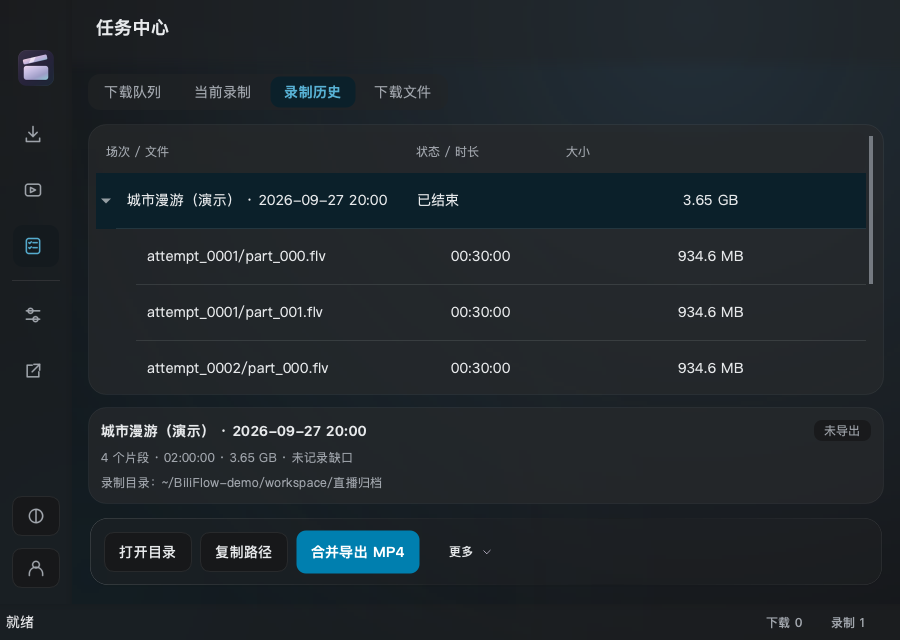 任务中心
下载队列 当前录制 录制历史 下载文件
场次 / 文件 状态 / 时长 大小
城市漫游（演示） · 2026-09-27 20:00 已结束 3.65 GB
attempt_0001/part_000.flv 00:30:00 934.6 MB
attempt_0001/part_001.flv 00:30:00 934.6 MB
attempt_0002/part_000.flv 00:30:00 934.6 MB
城市漫游（演示） · 2026-09-27 20:00 未导出
4 个片段 · 02:00:00 · 3.65 GB · 未记录缺口
录制目录：~/BiliFlow-demo/workspace/直播归档
打开目录 复制路径 合并导出 MP4 更多
就绪 下载 0 录制 1